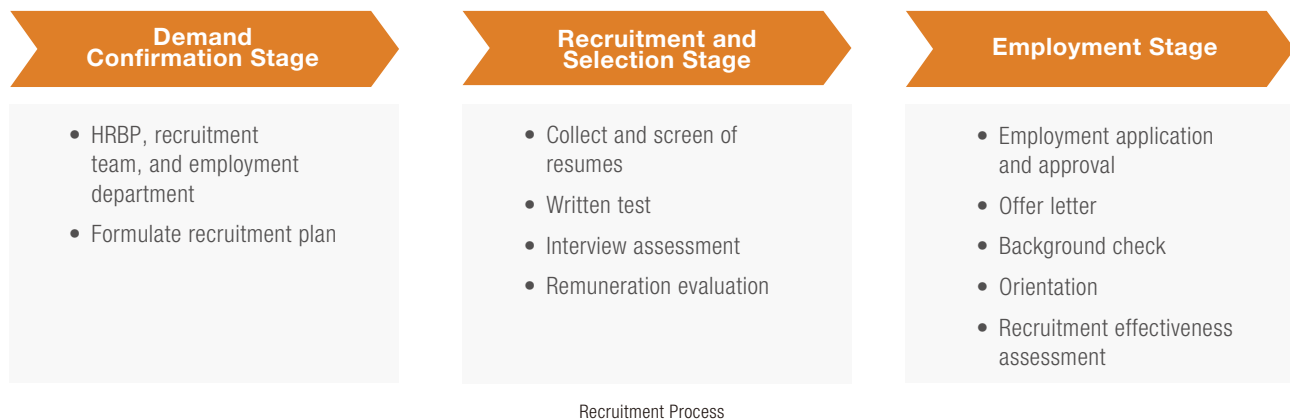 Demand
Confirmation Stage
• HRBP, recruitment
team, and employment
department
• Formulate recruitment plan
Recruitment and
Selection Stage
• Collect and screen of
resumes
• Written test
• Interview assessment
• Remuneration evaluation
Employment Stage
• Employment application
and approval
• Offer letter
• Background check
• Orientation
• Recruitment effectiveness
assessment
Recruitment Process